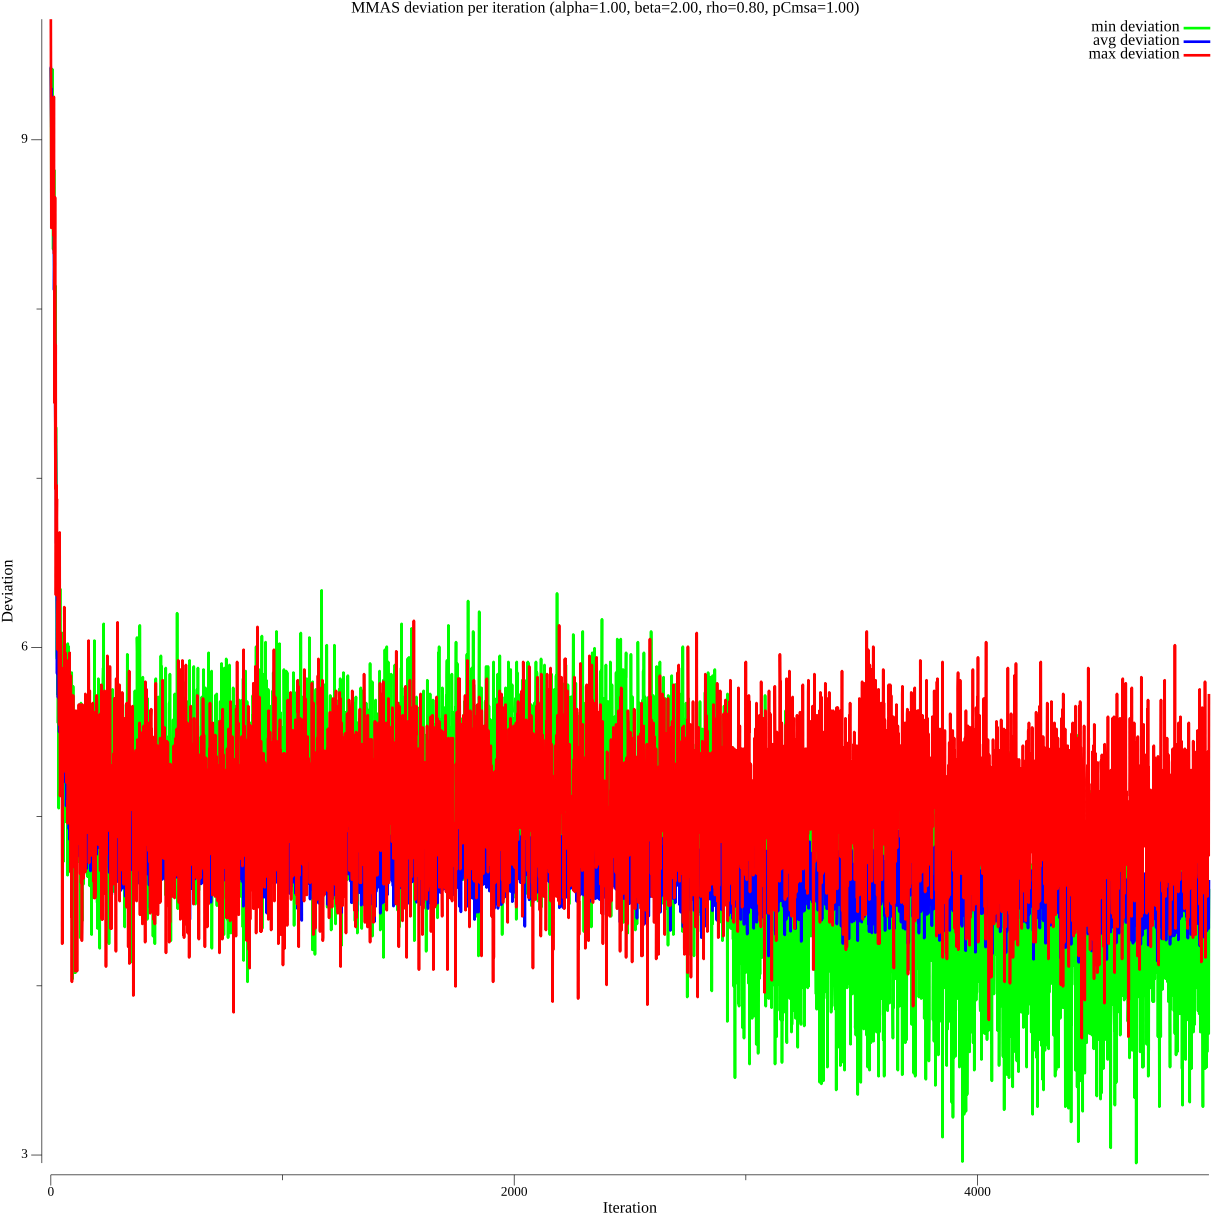 MMAS deviation per iteration (alpha=1.00, beta=2.00, rho=0.80, pCmsa=1.00)
min deviation
avg deviation
max deviation
9
6
3
Deviation
0
2000
4000
Iteration